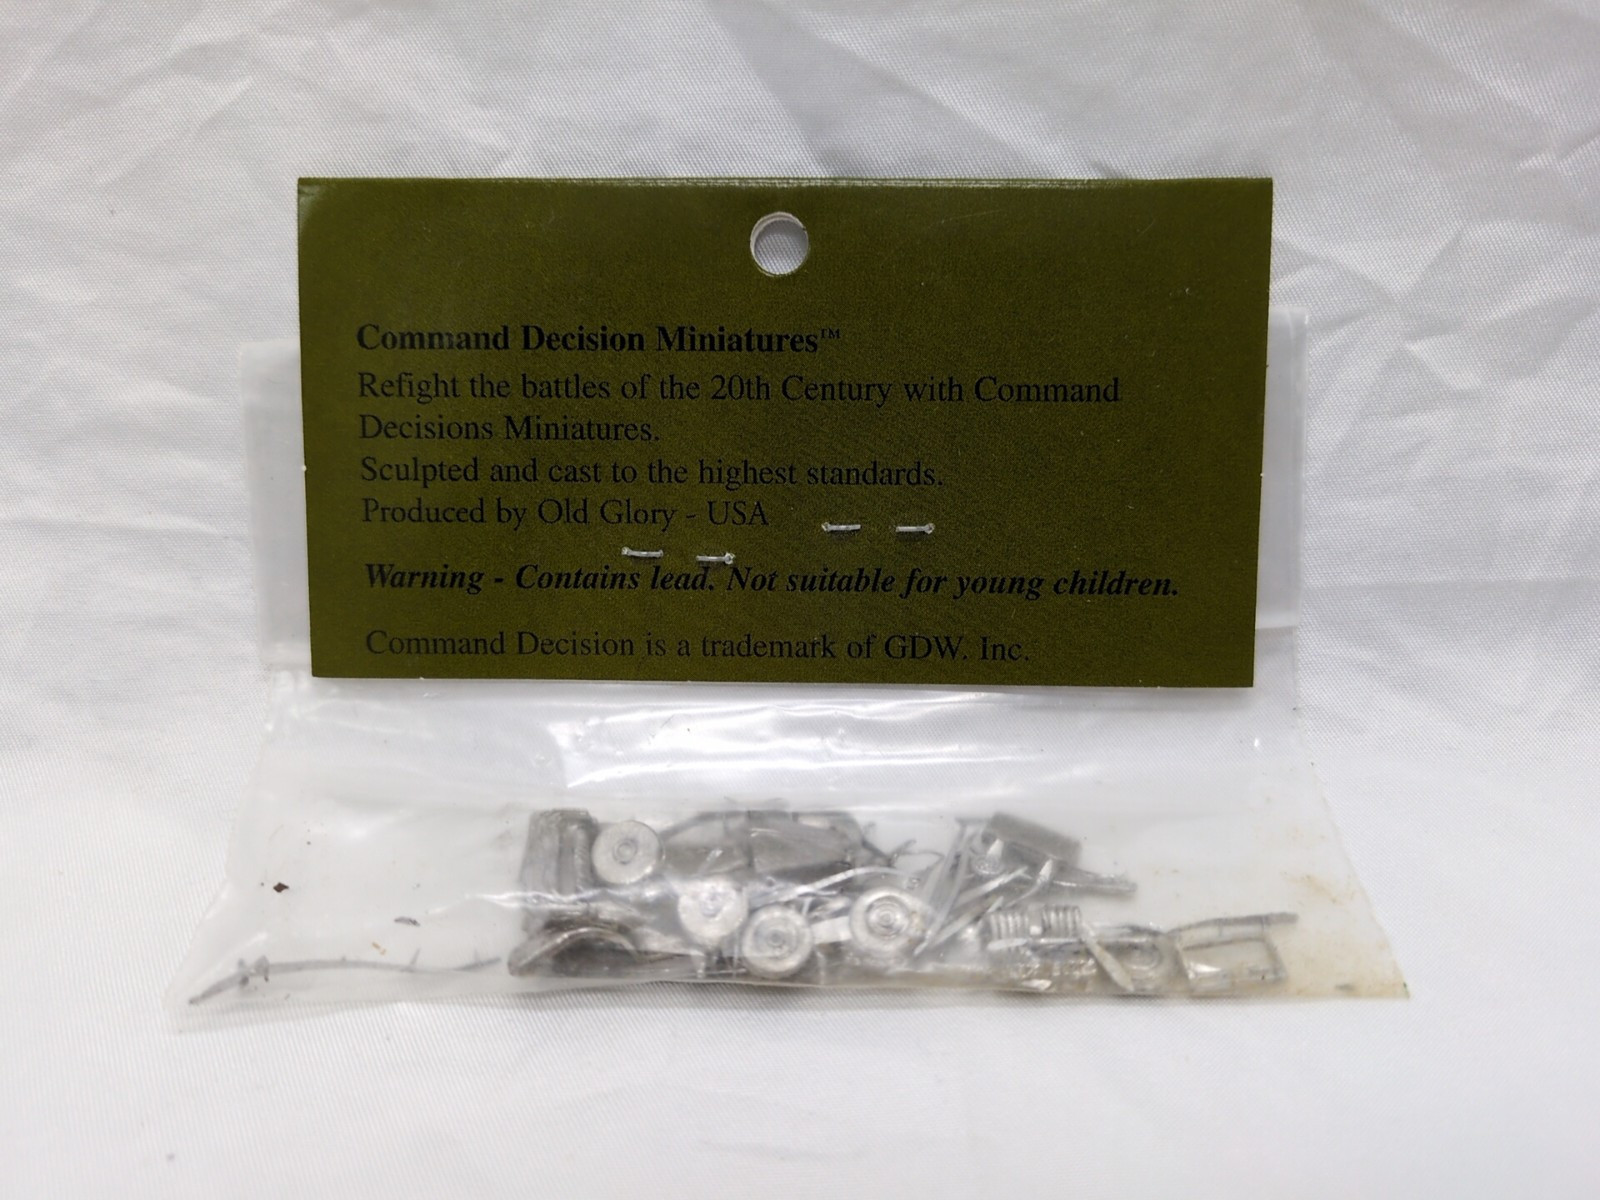 Command Decision Miniatures™
Refight the battles of the 20th Century with Command
Decisions Miniatures.
Sculpted and cast to the highest standards.
Produced by Old Glory - USA
Warning - Contains lead. Not suitable for young children.
Command Decision is a trademark of GDW. Inc.